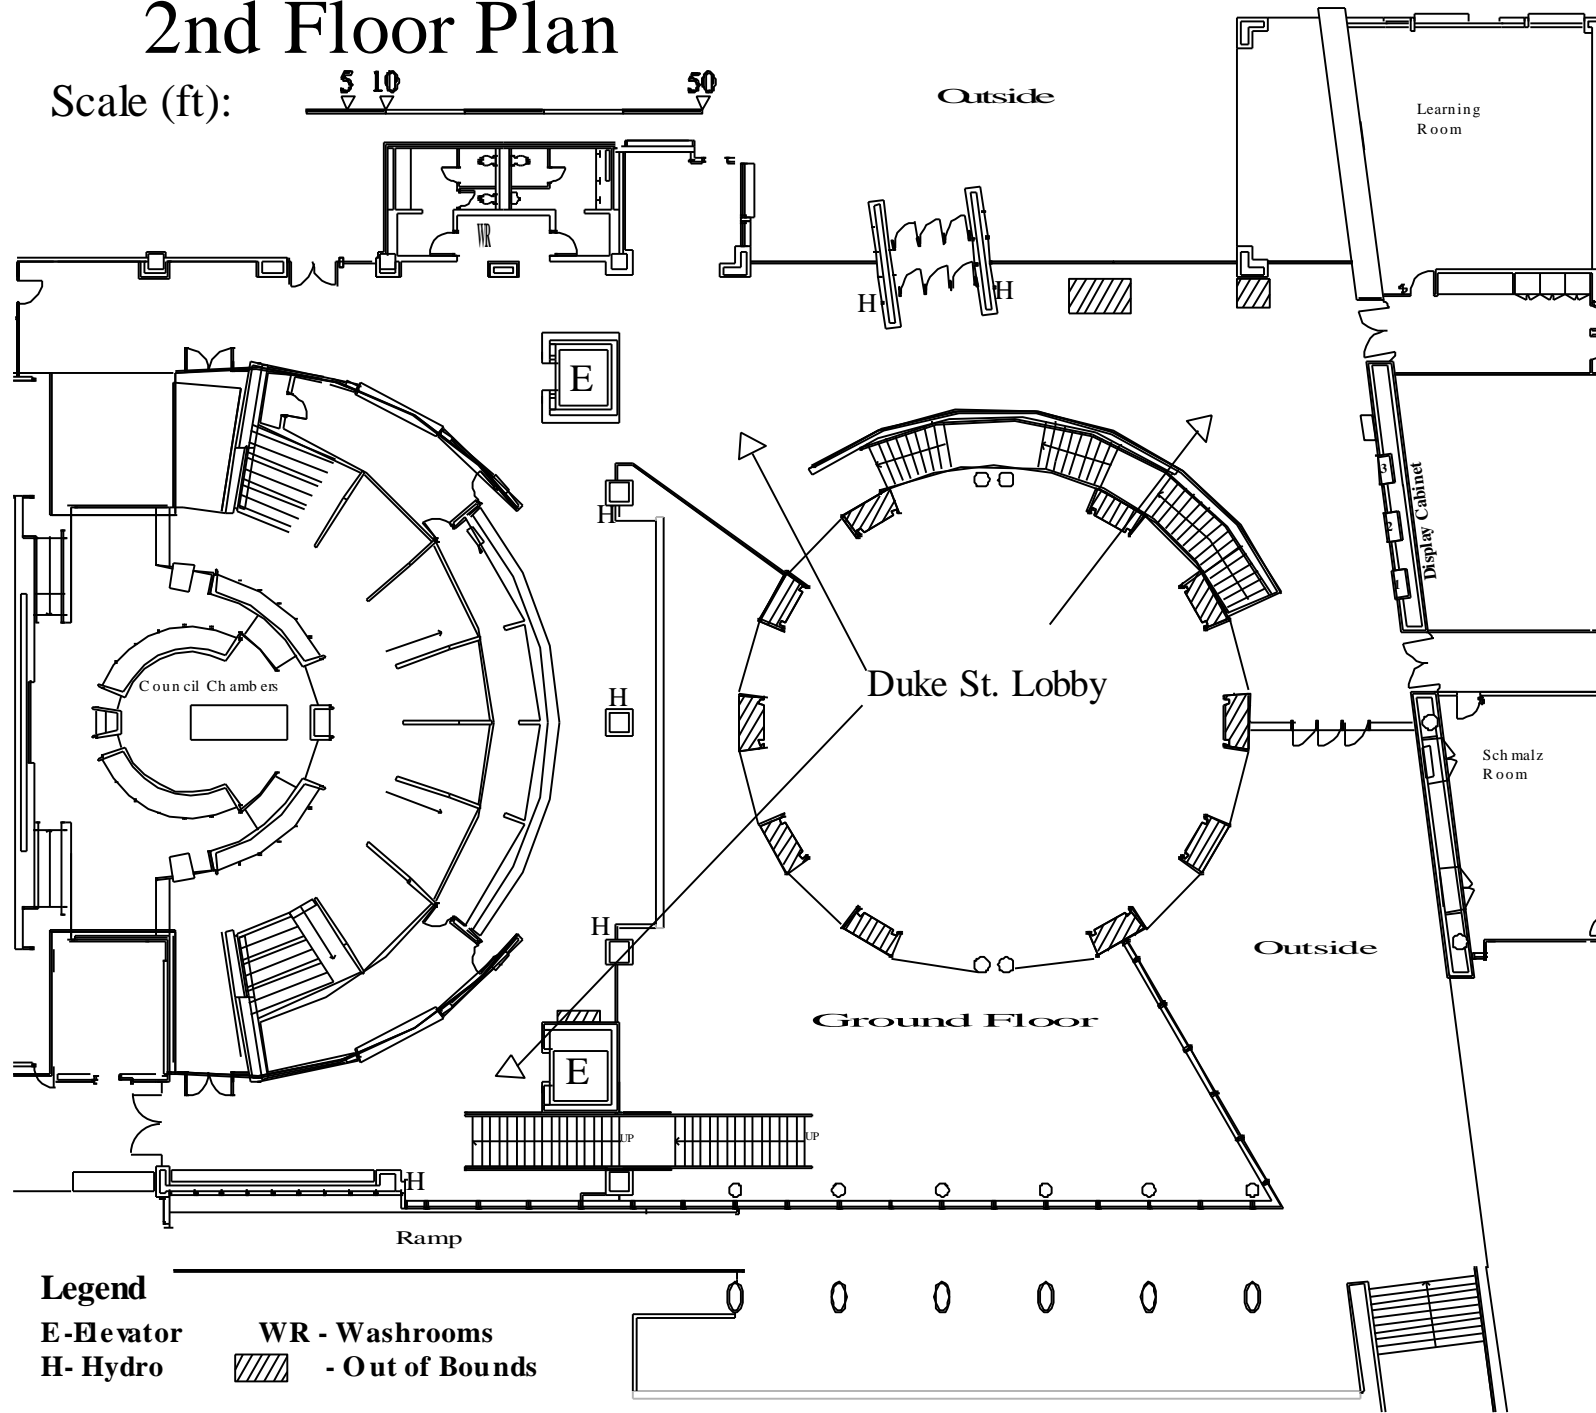 2nd Floor Plan
5 10 50
Scale (ft):
Outside
Learning
Room
WR
H
H
E
3
2
1
Display Cabinet
H
H
Council Chambers
Duke St. Lobby
Schmalz
Room
H
Outside
Ground Floor
E
UP
UP
H
Ramp
Legend
E-Elevator WR - Washrooms
H- Hydro - Out of Bounds